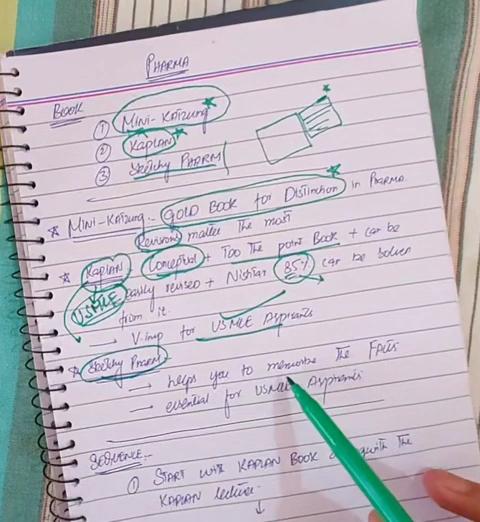 PHARMA
BOOK
① MINI-KATZUNG
② KAPLAN
③ SKETCHY PHARM
MINI-KATZUNG:- GOLD BOOK for DISTINCTION in PHARMA.
Revisions matter the most
KAPLAN Conceptual + Too The point Book + can be
USMLE easily revised + Nishtar 85% can be solved
from it.
→ V.imp for USMLE Aspirants
Sketchy Pharm
→ helps you to memorize The FACTS
→ essential for USMLE Aspirants
SEQUENCE:-
① START WITH KAPLAN BOOK with The
KAPLAN lecture.
↓